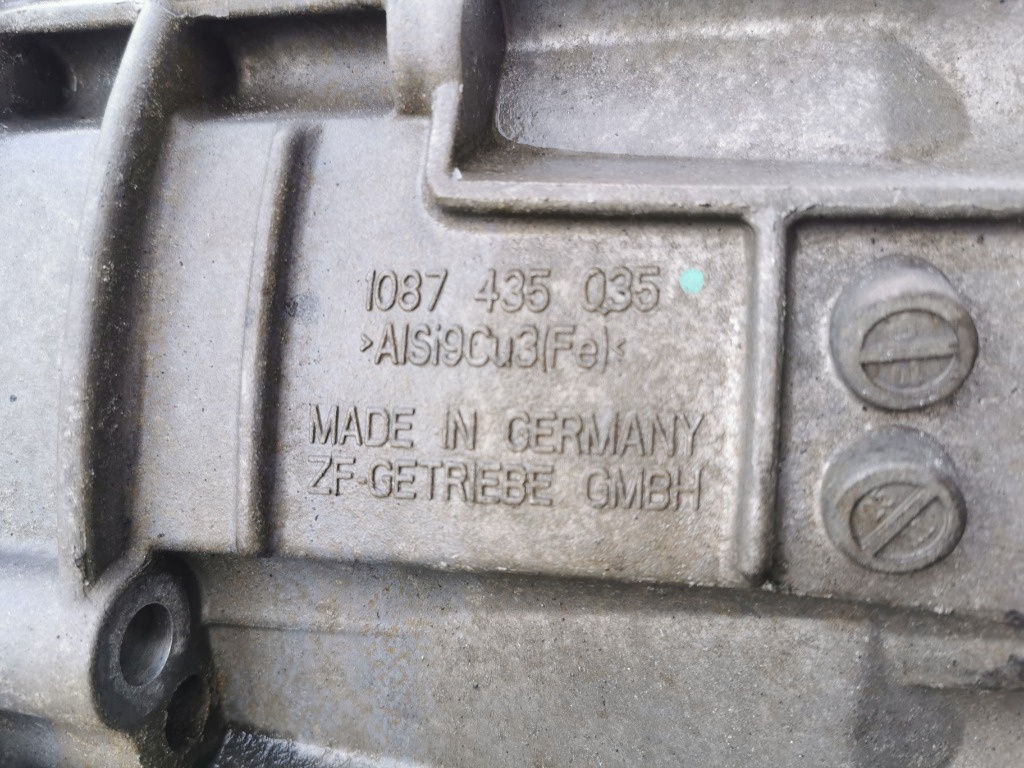 1087 435 035
>AlSi9Cu3(Fe)<
MADE IN GERMANY
ZF-GETRIEBE GMBH